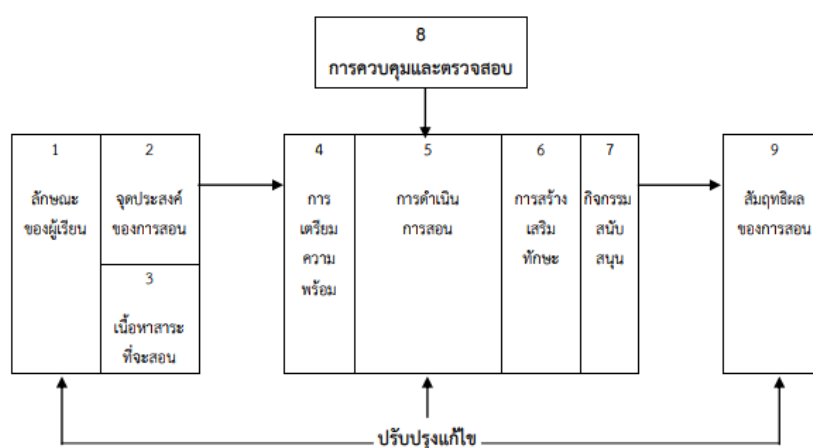 8
การควบคุมและตรวจสอบ
1
ลักษณะ
ของผู้เรียน
2
จุดประสงค์
ของการสอน
3
เนื้อหาสาระ
ที่จะสอน
4
การ
เตรียม
ความ
พร้อม
5
การดำเนิน
การสอน
6
การสร้าง
เสริม
ทักษะ
7
กิจกรรม
สนับ
สนุน
9
สัมฤทธิผล
ของการสอน
ปรับปรุงแก้ไข